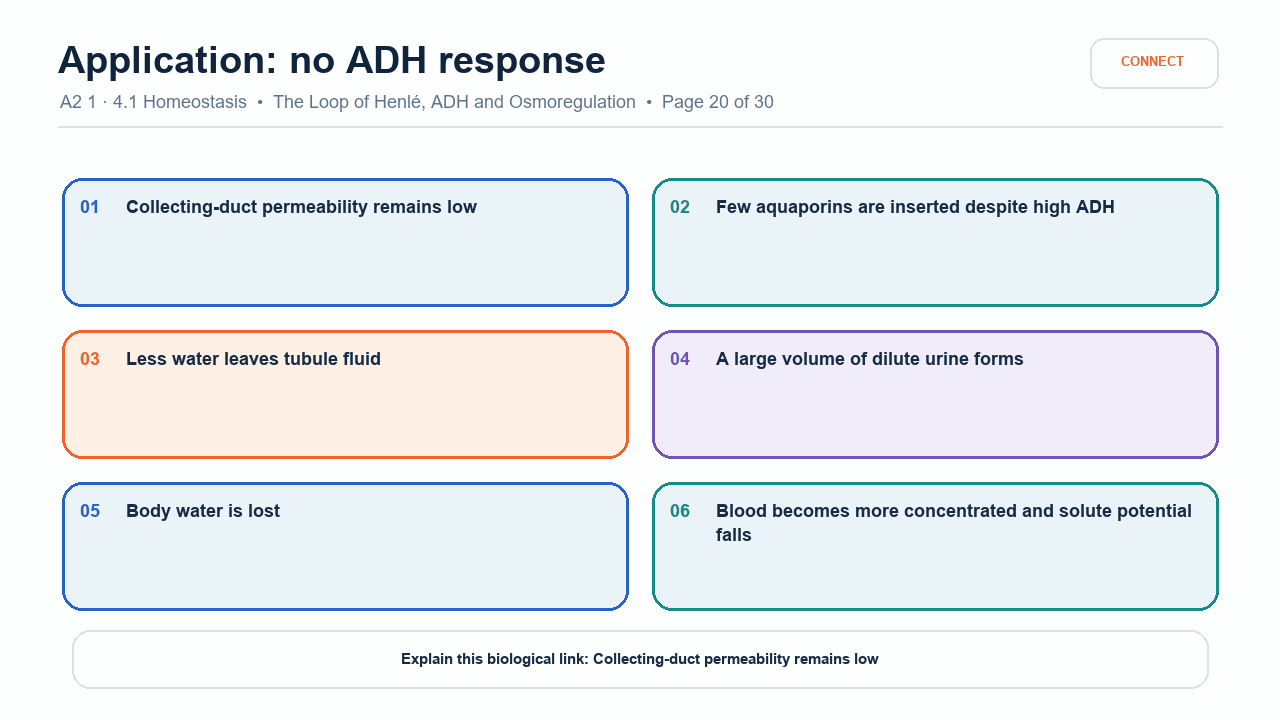 Application: no ADH response
CONNECT
A2 1 · 4.1 Homeostasis • The Loop of Henlé, ADH and Osmoregulation • Page 20 of 30
01 Collecting-duct permeability remains low
02 Few aquaporins are inserted despite high ADH
03 Less water leaves tubule fluid
04 A large volume of dilute urine forms
05 Body water is lost
06 Blood becomes more concentrated and solute potential
falls
Explain this biological link: Collecting-duct permeability remains low